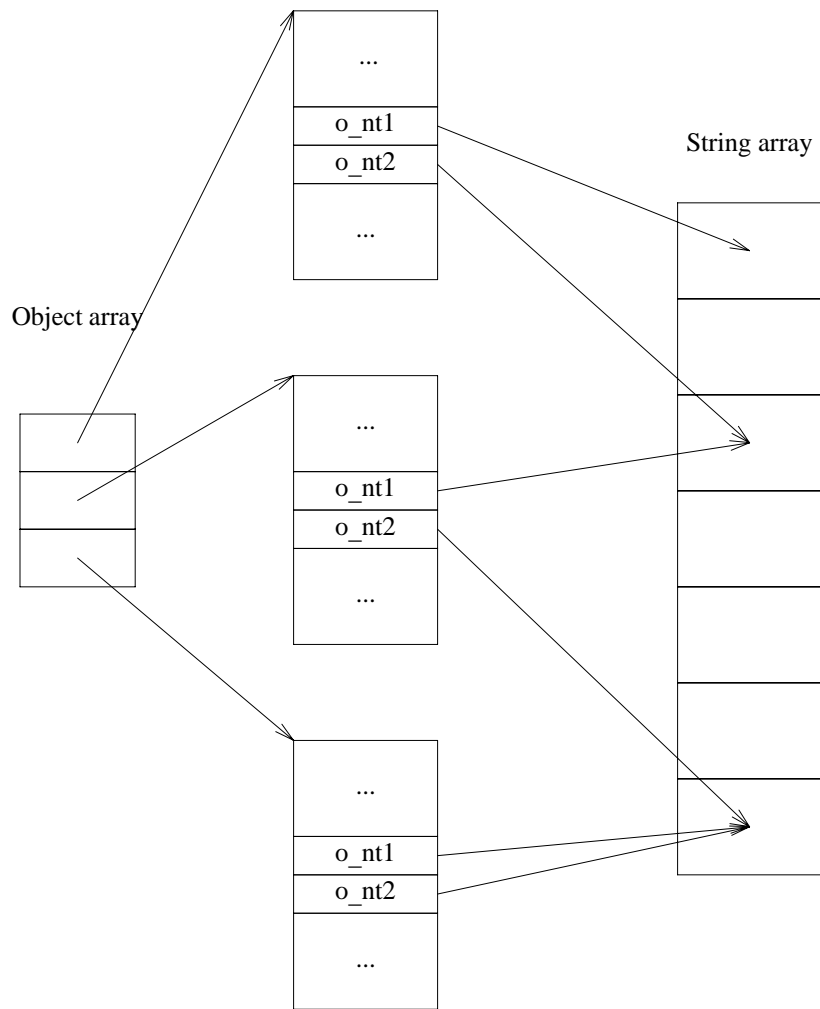 ...
o_nt1
o_nt2
...
String array
Object array
...
o_nt1
o_nt2
...
...
o_nt1
o_nt2
...